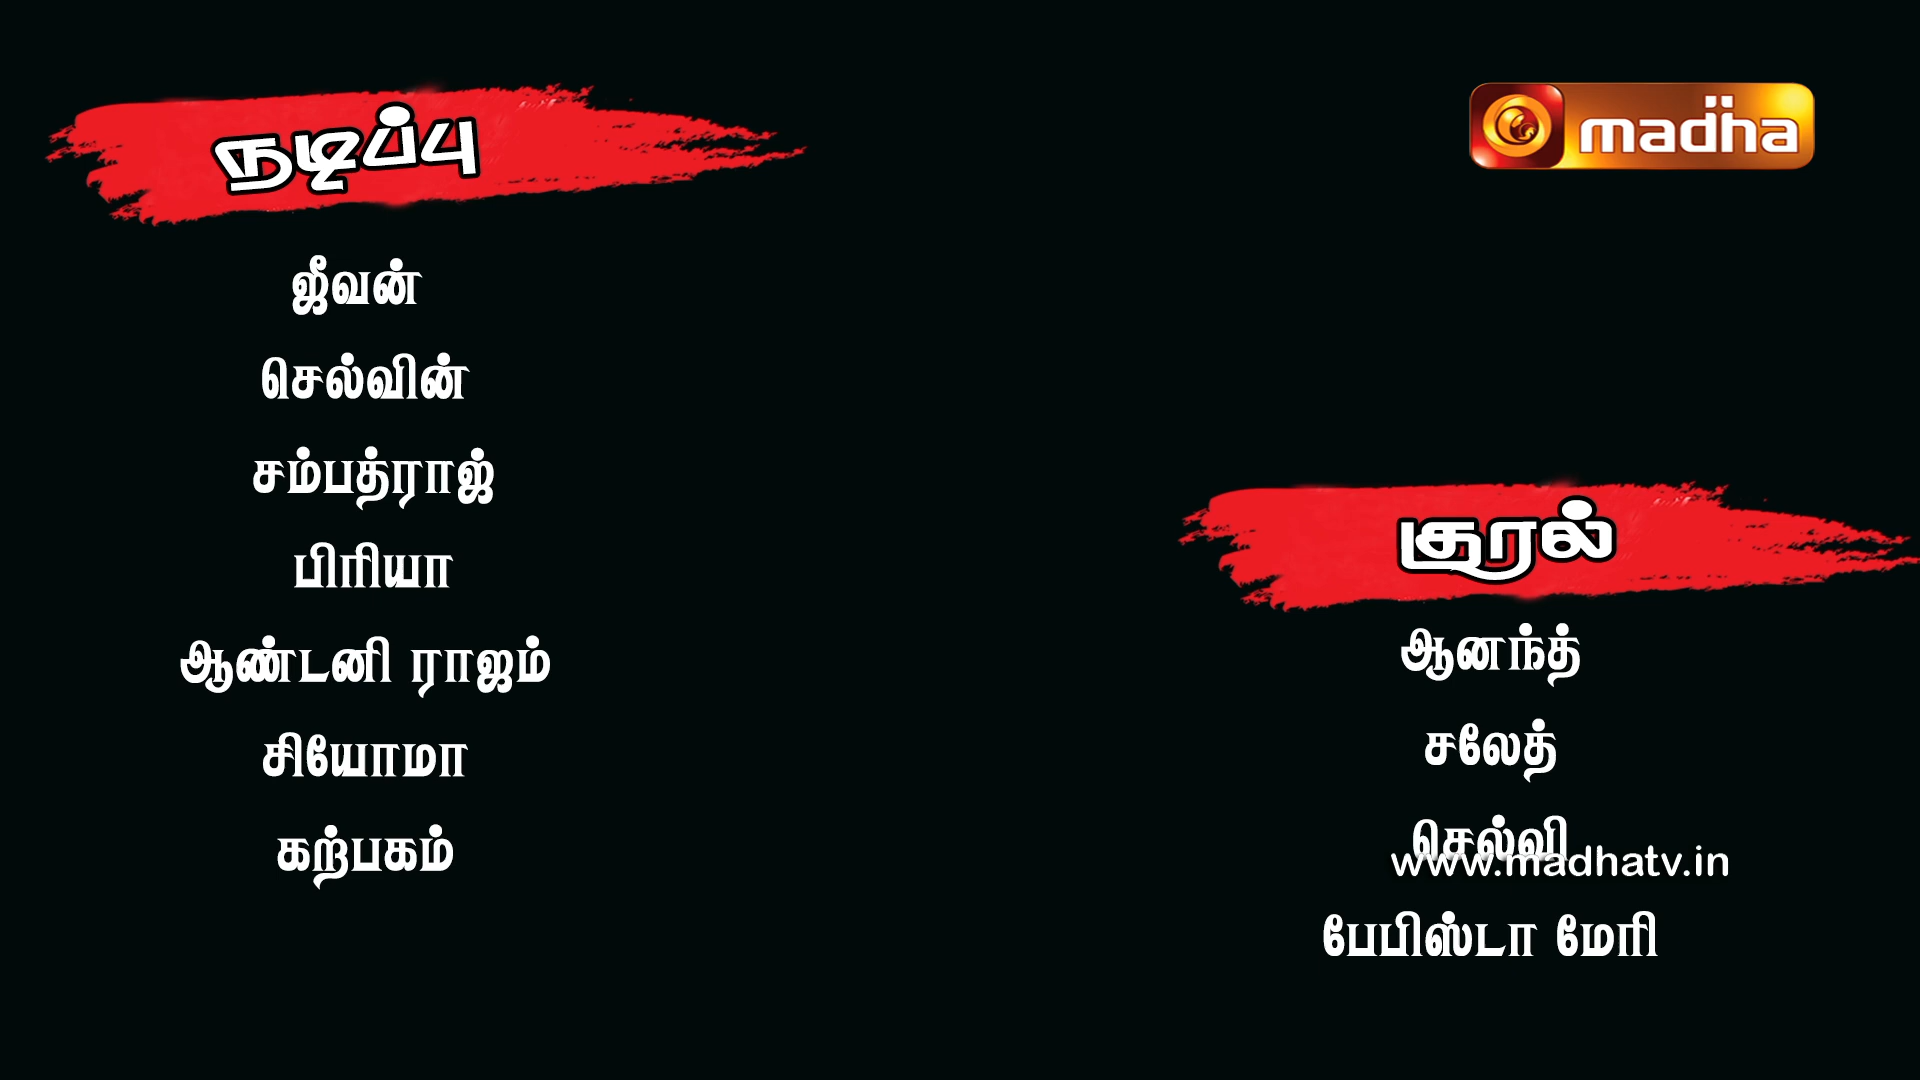 நடிப்பு
ஜீவன்
செல்வின்
சம்பத்ராஜ்
பிரியா
ஆண்டனி ராஜம்
சியோமா
கற்பகம்
madha
குரல்
ஆனந்த்
சலேத்
செல்வி
www.madhatv.in
பேபிஸ்டா மேரி